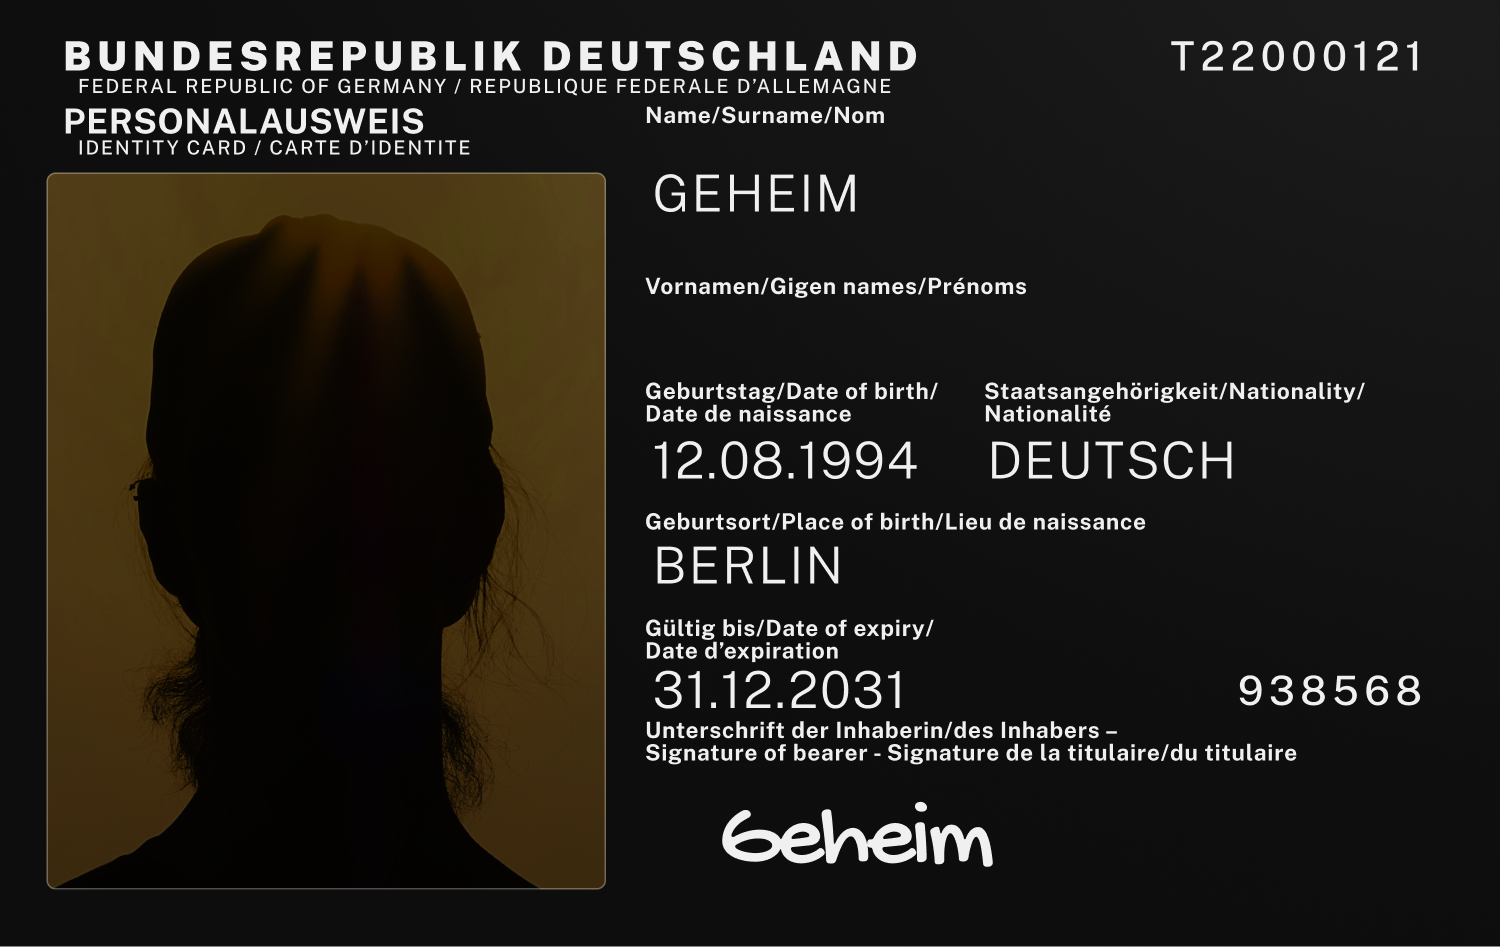 BUNDESREPUBLIK DEUTSCHLAND
T22000121
FEDERAL REPUBLIC OF GERMANY / REPUBLIQUE FEDERALE D’ALLEMAGNE
PERSONALAUSWEIS
IDENTITY CARD / CARTE D’IDENTITE
Name/Surname/Nom
GEHEIM
Vornamen/Gigen names/Prénoms
Geburtstag/Date of birth/
Date de naissance
12.08.1994
Staatsangehörigkeit/Nationality/
Nationalité
DEUTSCH
Geburtsort/Place of birth/Lieu de naissance
BERLIN
Gültig bis/Date of expiry/
Date d’expiration
31.12.2031
938568
Unterschrift der Inhaberin/des Inhabers –
Signature of bearer - Signature de la titulaire/du titulaire
Geheim